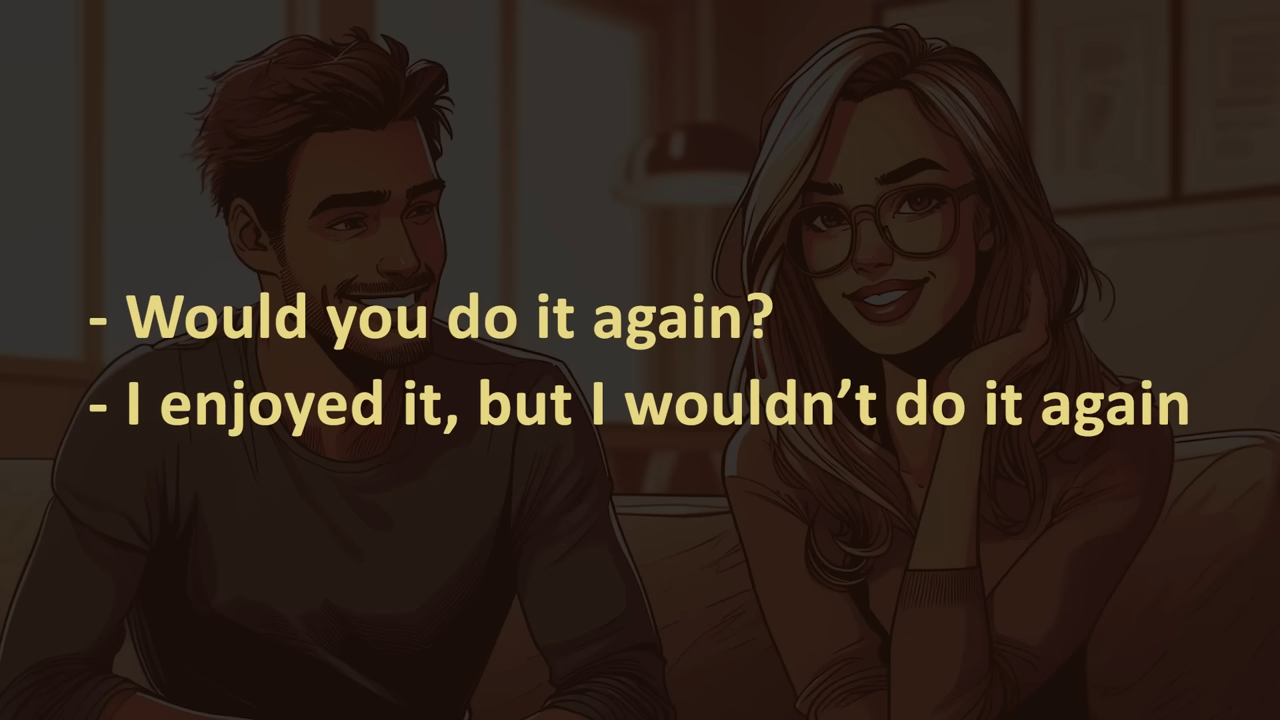 - Would you do it again?
- I enjoyed it, but I wouldn’t do it again